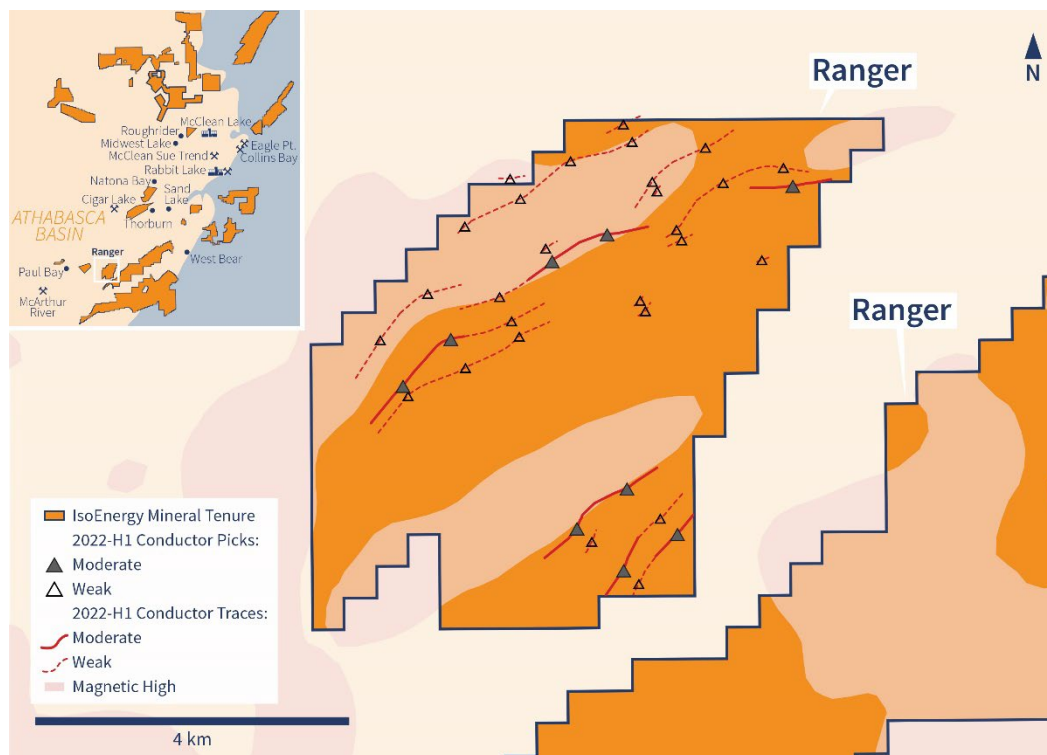 McClean Lake
Roughrider
Midwest Lake
McClean Sue Trend
Eagle Pt.
Collins Bay
Rabbit Lake
Natona Bay
Sand
Lake
Cigar Lake
Thorburn
ATHABASCA
BASIN
Ranger
West Bear
Paul Bay
McArthur
River
Ranger
N
Ranger
IsoEnergy Mineral Tenure
2022-H1 Conductor Picks:
Moderate
Weak
2022-H1 Conductor Traces:
Moderate
Weak
Magnetic High
4 km